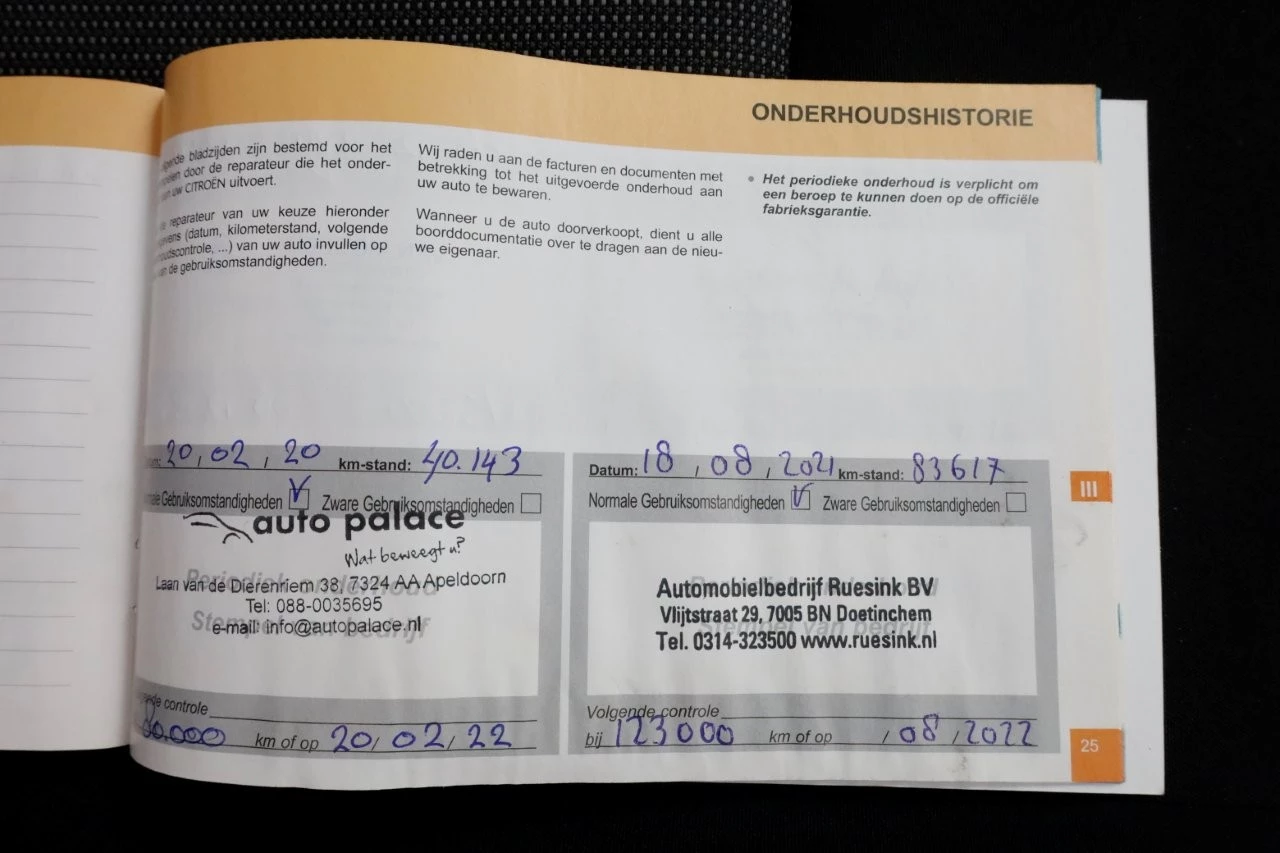 ONDERHOUDSHISTORIE
bladzijden zijn bestemd voor het
door de reparateur die het onder-
uw CITROËN uitvoert.
reparateur van uw keuze hieronder
(datum, kilometerstand, volgende
...) van uw auto invullen op
de gebruiksomstandigheden.
Wij raden u aan de facturen en documenten met
betrekking tot het uitgevoerde onderhoud aan
uw auto te bewaren.
Wanneer u de auto doorverkoopt, dient u alle
boorddocumentatie over te dragen aan de nieu-
we eigenaar.
• Het periodieke onderhoud is verplicht om
een beroep te kunnen doen op de officiële
fabrieksgarantie.
20, 02, 20 km-stand: 40.143
Gebruiksomstandigheden V Zware Gebruiksomstandigheden
auto palace
Wat beweegt u?
Laan van de Dierenriem 38, 7324 AA Apeldoorn
Tel: 088-0035695
e-mail: info@autopalace.nl
Periodiek onderhoud
Stempel van bedrijf
controle
km of op 20, 02, 22
Datum: 18, 08, 2021 km-stand: 83617
Normale Gebruiksomstandigheden V Zware Gebruiksomstandigheden
Automobielbedrijf Ruesink BV
Vlijtstraat 29, 7005 BN Doetinchem
Tel. 0314-323500 www.ruesink.nl
Volgende controle
bij 123000 km of op , 08, 2022
III
25